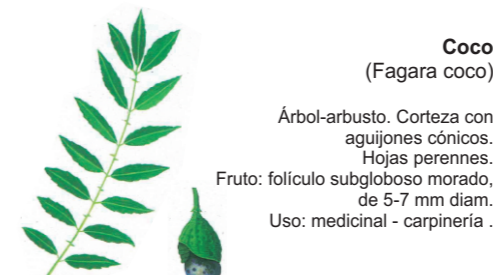 Coco
(Fagara coco)
Árbol-arbusto. Corteza con
aguijones cónicos.
Hojas perennes.
Fruto: folículo subgloboso morado,
de 5-7 mm diam.
Uso: medicinal - carpinería .